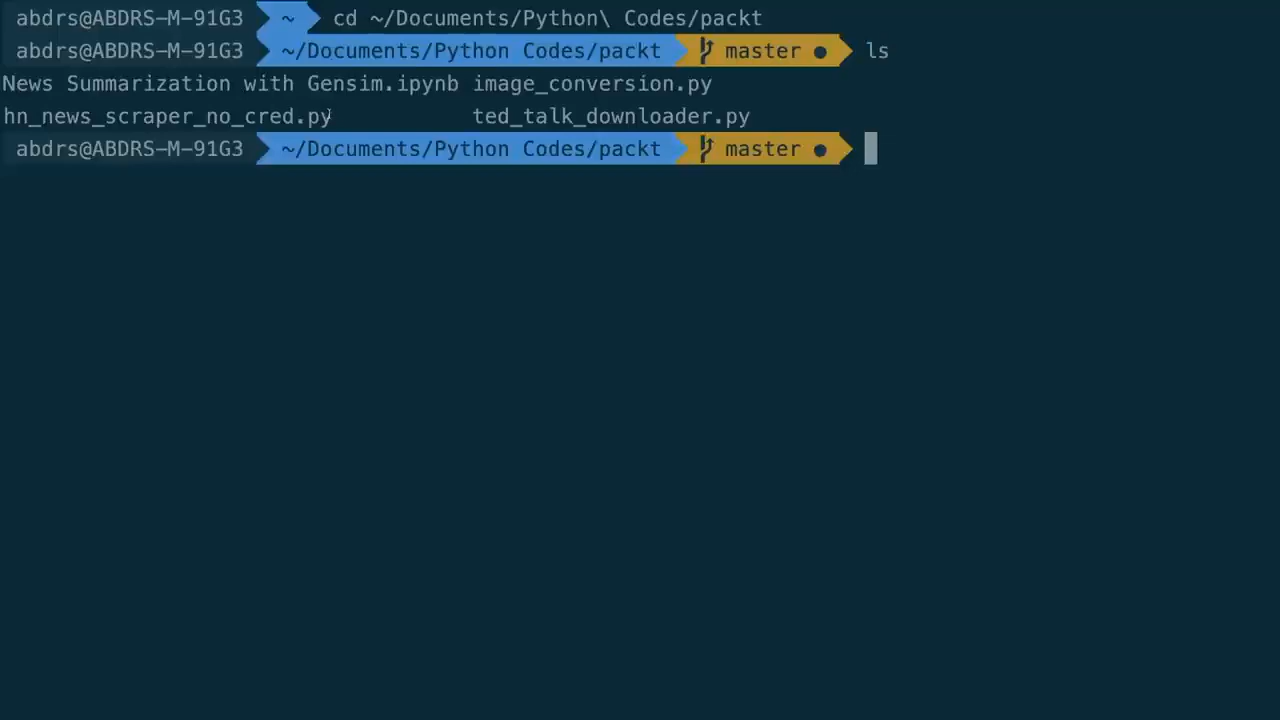 abdrs@ABDRS-M-91G3 ~ cd ~/Documents/Python\ Codes/packt
abdrs@ABDRS-M-91G3 ~/Documents/Python Codes/packt master ● ls
News Summarization with Gensim.ipynb image_conversion.py
hn_news_scraper_no_cred.py ted_talk_downloader.py
abdrs@ABDRS-M-91G3 ~/Documents/Python Codes/packt master ●